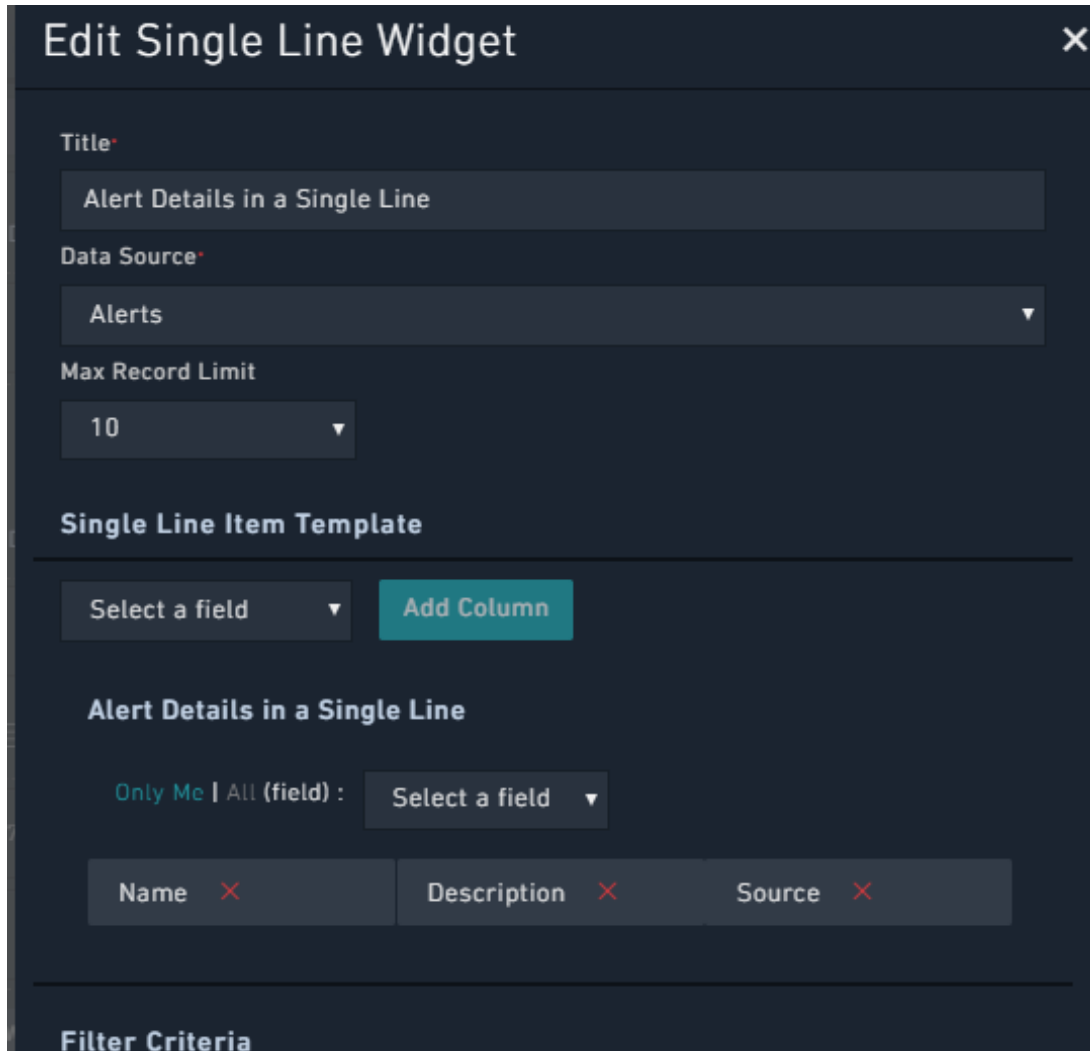 Edit Single Line Widget
Title*
Alert Details in a Single Line
Data Source*
Alerts
Max Record Limit
10
Single Line Item Template
Select a field
Add Column
Alert Details in a Single Line
Only Me | All (field) :
Select a field
Name
Description
Source
Filter Criteria